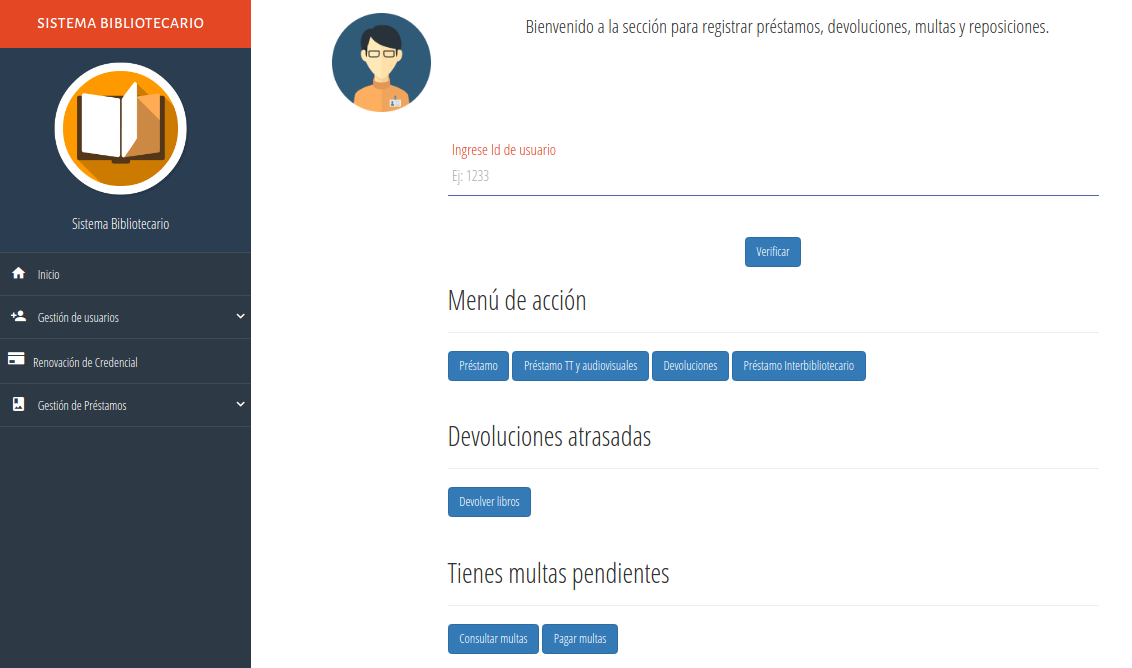 SISTEMA BIBLIOTECARIO
Sistema Bibliotecario
Inicio
Gestión de usuarios
Renovación de Credencial
Gestión de Préstamos
Bienvenido a la sección para registrar préstamos, devoluciones, multas y reposiciones.
Ingrese Id de usuario
Ej: 1233
Verificar
Menú de acción
Préstamo Préstamo TT y audiovisuales Devoluciones Préstamo Interbibliotecario
Devoluciones atrasadas
Devolver libros
Tienes multas pendientes
Consultar multas Pagar multas